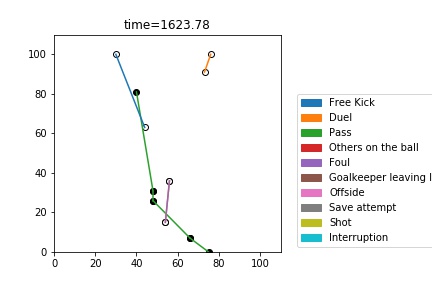 time=1623.78
100
80
60
40
20
0
0 20 40 60 80 100
Free Kick
Duel
Pass
Others on the ball
Foul
Goalkeeper leaving l
Offside
Save attempt
Shot
Interruption